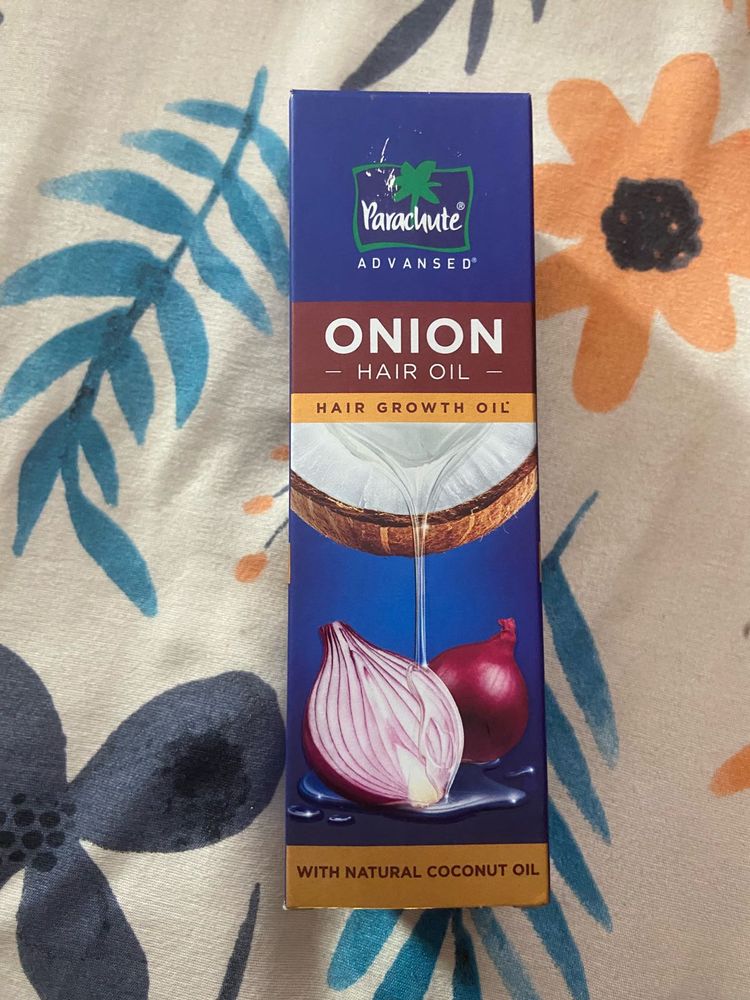 Parachute®
ADVANSED®
ONION
— HAIR OIL —
HAIR GROWTH OIL*
WITH NATURAL COCONUT OIL